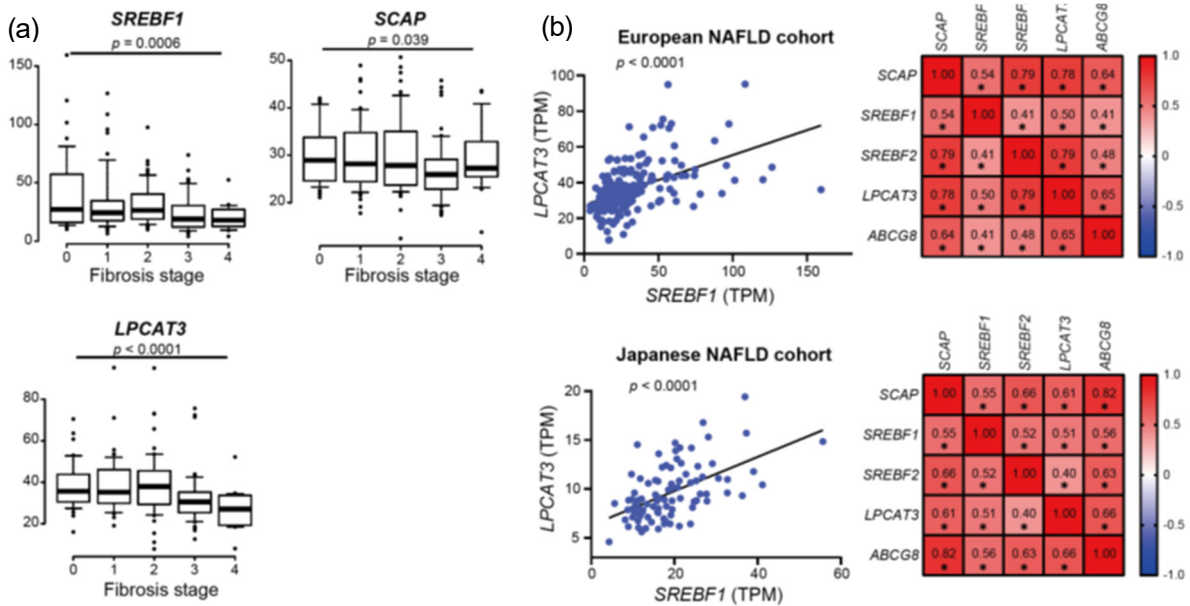 (a)
SREBF1
p = 0.0006
150
100
50
0
0 1 2 3 4
Fibrosis stage
SCAP
p = 0.039
50
40
30
20
0 1 2 3 4
Fibrosis stage
LPCAT3
p < 0.0001
80
60
40
20
0 1 2 3 4
Fibrosis stage
(b)
European NAFLD cohort
p < 0.0001
LPCAT3 (TPM)
100
80
60
40
20
0
0 50 100 150
SREBF1 (TPM)
SCAP SREBF SREBF LPCAT ABCG8
SCAP 1.00 0.54 * 0.79 * 0.78 * 0.64 *
SREBF1 0.54 * 1.00 0.41 * 0.50 * 0.41 *
SREBF2 0.79 * 0.41 * 1.00 0.79 * 0.48 *
LPCAT3 0.78 * 0.50 * 0.79 * 1.00 0.65 *
ABCG8 0.64 * 0.41 * 0.48 * 0.65 * 1.00
1.0
0.5
0
-0.5
-1.0
Japanese NAFLD cohort
p < 0.0001
LPCAT3 (TPM)
20
15
10
5
0 20 40 60
SREBF1 (TPM)
SCAP SREBF1 SREBF2 LPCAT3 ABCG8
SCAP 1.00 0.55 * 0.66 * 0.61 * 0.82 *
SREBF1 0.55 * 1.00 0.52 * 0.51 * 0.56 *
SREBF2 0.66 * 0.52 * 1.00 0.40 * 0.63 *
LPCAT3 0.61 * 0.51 * 0.40 * 1.00 0.66 *
ABCG8 0.82 * 0.56 * 0.63 * 0.66 * 1.00
1.0
0.5
0
-0.5
-1.0